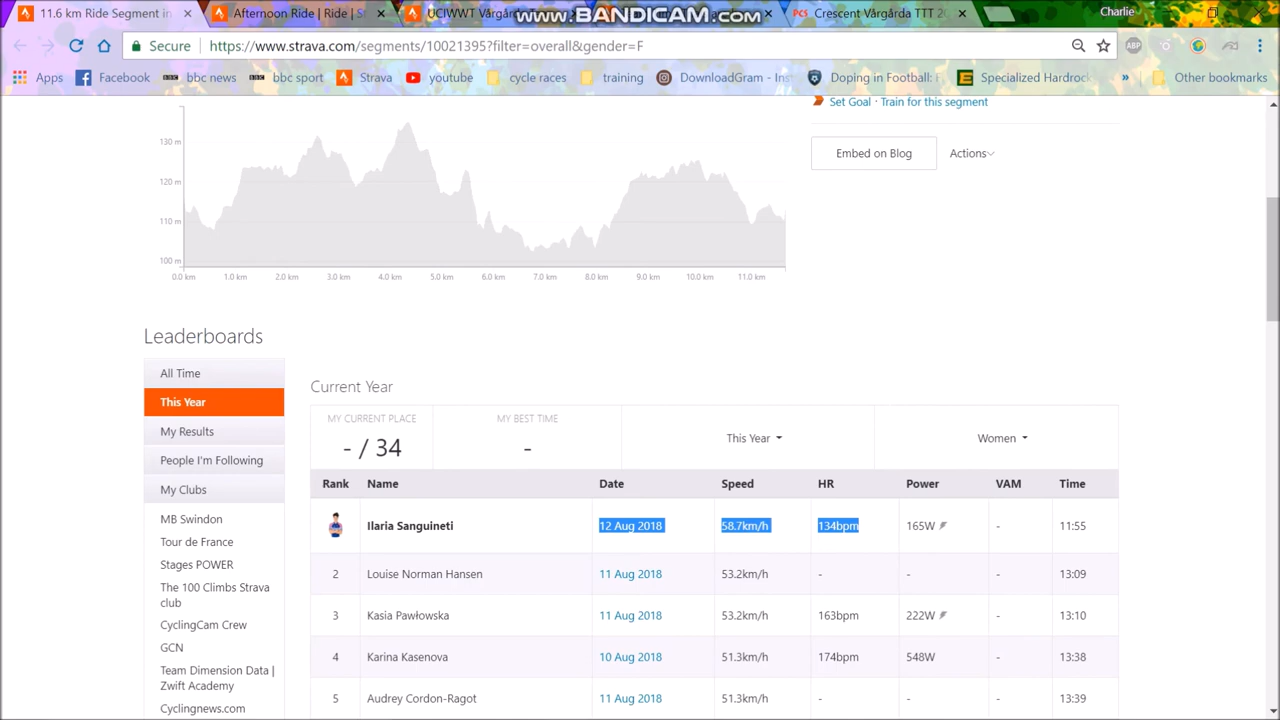 11.6 km Ride Segment in × Afternoon Ride | Ride | St × UCIWWT Vårgårda × Crescent Vårgårda TTT 20 × Charlie
www.BANDICAM.com
Secure https://www.strava.com/segments/10021395?filter=overall&gender=F ABP
Apps Facebook bbc news bbc sport Strava youtube cycle races training DownloadGram - Inst Doping in Football: F Specialized Hardrock » Other bookmarks
Set Goal · Train for this segment
Embed on Blog Actions
130 m
120 m
110 m
100 m
0.0 km 1.0 km 2.0 km 3.0 km 4.0 km 5.0 km 6.0 km 7.0 km 8.0 km 9.0 km 10.0 km 11.0 km
Leaderboards
All Time
This Year
My Results
People I'm Following
My Clubs
MB Swindon
Tour de France
Stages POWER
The 100 Climbs Strava
club
CyclingCam Crew
GCN
Team Dimension Data |
Zwift Academy
Cyclingnews.com
Current Year
MY CURRENT PLACE MY BEST TIME
- / 34 - This Year Women
Rank Name Date Speed HR Power VAM Time
Ilaria Sanguineti 12 Aug 2018 58.7km/h 134bpm 165W - 11:55
2 Louise Norman Hansen 11 Aug 2018 53.2km/h - - - 13:09
3 Kasia Pawłowska 11 Aug 2018 53.2km/h 163bpm 222W - 13:10
4 Karina Kasenova 10 Aug 2018 51.3km/h 174bpm 548W - 13:38
5 Audrey Cordon-Ragot 11 Aug 2018 51.3km/h - - - 13:39